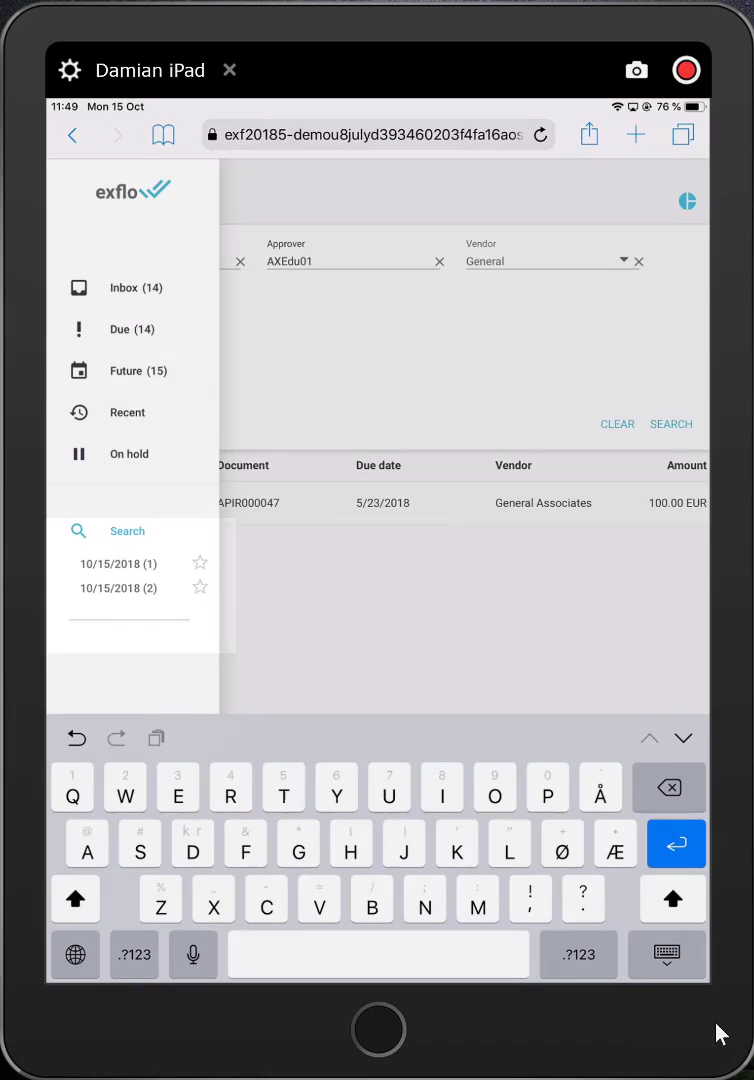 Damian iPad
11:49 Mon 15 Oct
76 %
exf20185-demou8julyd393460203f4fa16aos
exflo
Approver
Vendor
AXEdu01
General
Inbox (14)
Due (14)
Future (15)
Recent
On hold
CLEAR SEARCH
Document Due date Vendor Amount
APIR000047 5/23/2018 General Associates 100.00 EUR
Search
10/15/2018 (1)
10/15/2018 (2)
1 2 3 4 5 6 7 8 9 0 `
Q W E R T Y U I O P Å
@ # k r & * ( ) ' " + •
A S D F G H J K L Ø Æ
% _ - = / ; : ! ?
Z X C V B N M , .
.?123 .?123